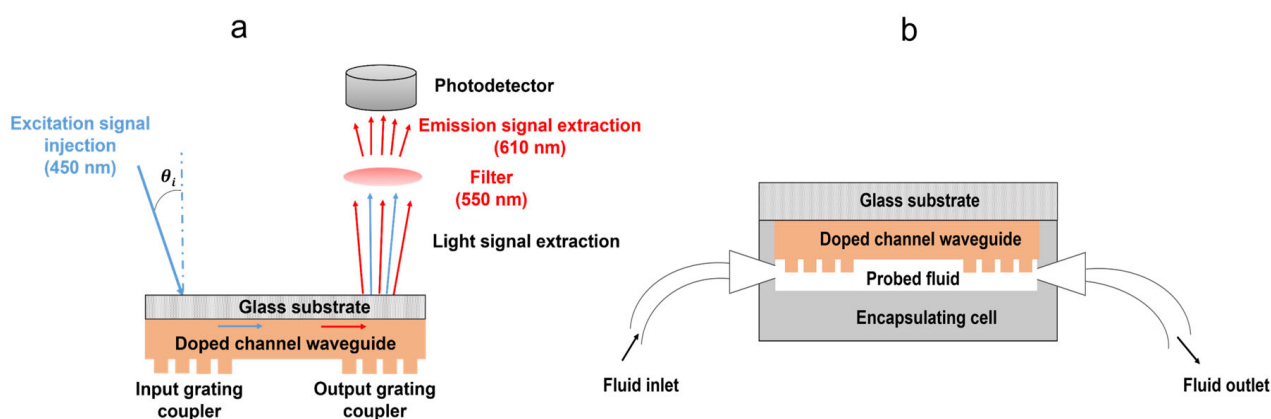 a
Photodetector
Excitation signal
injection
(450 nm)
θi
Emission signal extraction
(610 nm)
Filter
(550 nm)
Light signal extraction
Glass substrate
Doped channel waveguide
Input grating
coupler
Output grating
coupler
b
Glass substrate
Doped channel waveguide
Probed fluid
Encapsulating cell
Fluid inlet
Fluid outlet